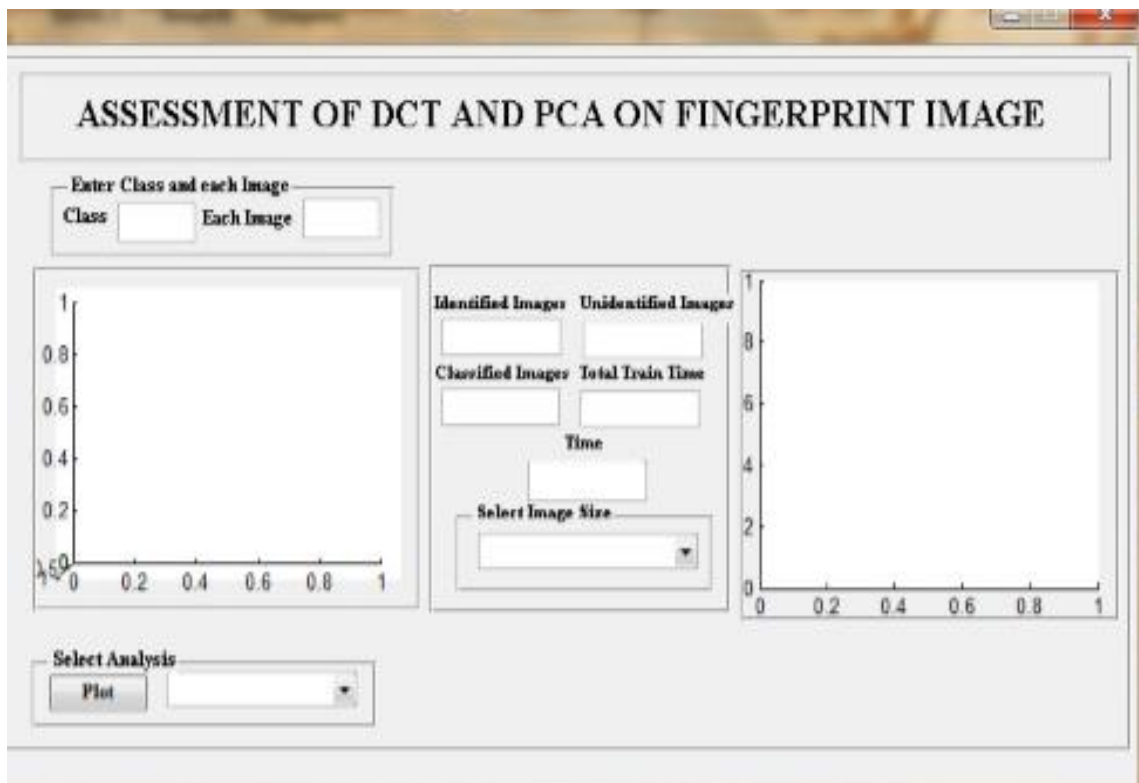 ASSESSMENT OF DCT AND PCA ON FINGERPRINT IMAGE
Enter Class and each Image
Class Each Image
1
0.8
0.6
0.4
0.2
0
0 0.2 0.4 0.6 0.8 1
Identified Images Unidentified Images
Classified Images Total Train Time
Time
Select Image Size
1
8
6
4
2
0
0 0.2 0.4 0.6 0.8 1
Select Analysis
Plot